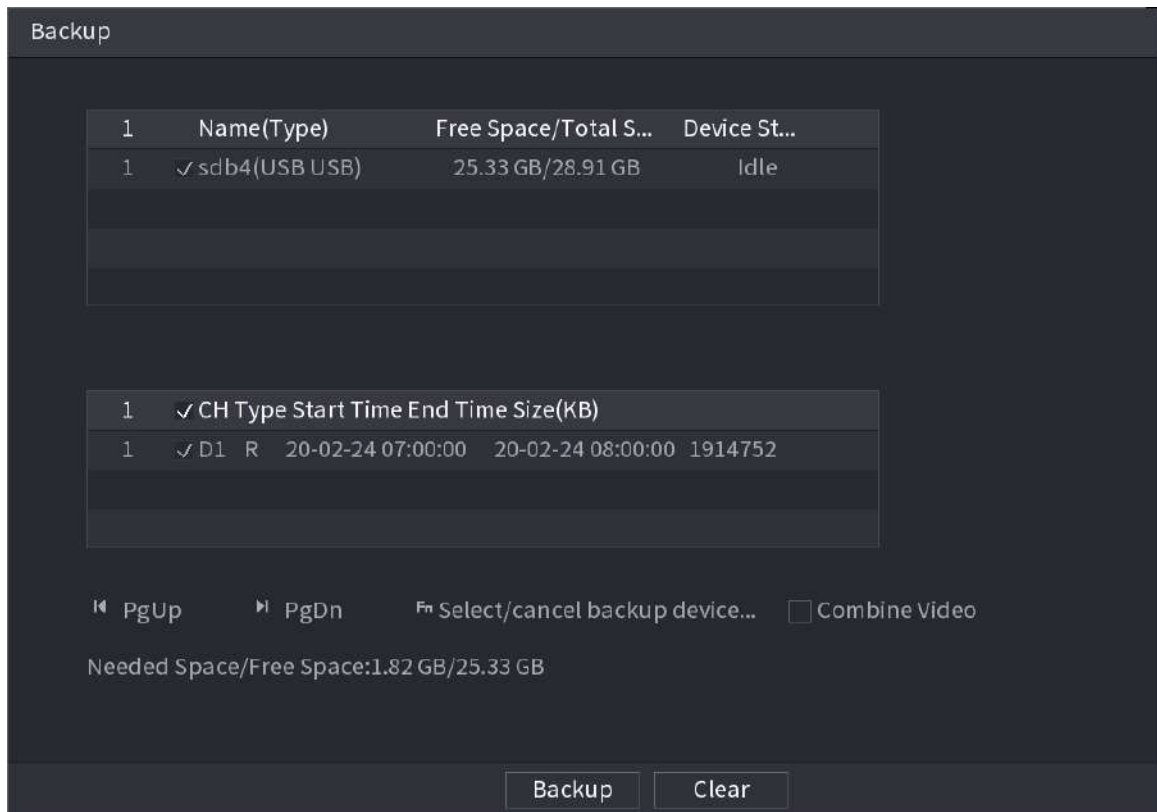 Backup
1 Name(Type) Free Space/Total S... Device St...
1 sdb4(USB USB) 25.33 GB/28.91 GB Idle
1 CH Type Start Time End Time Size(KB)
1 D1 R 20-02-24 07:00:00 20-02-24 08:00:00 1914752
PgUp PgDn Fn Select/cancel backup device... Combine Video
Needed Space/Free Space:1.82 GB/25.33 GB
Backup Clear